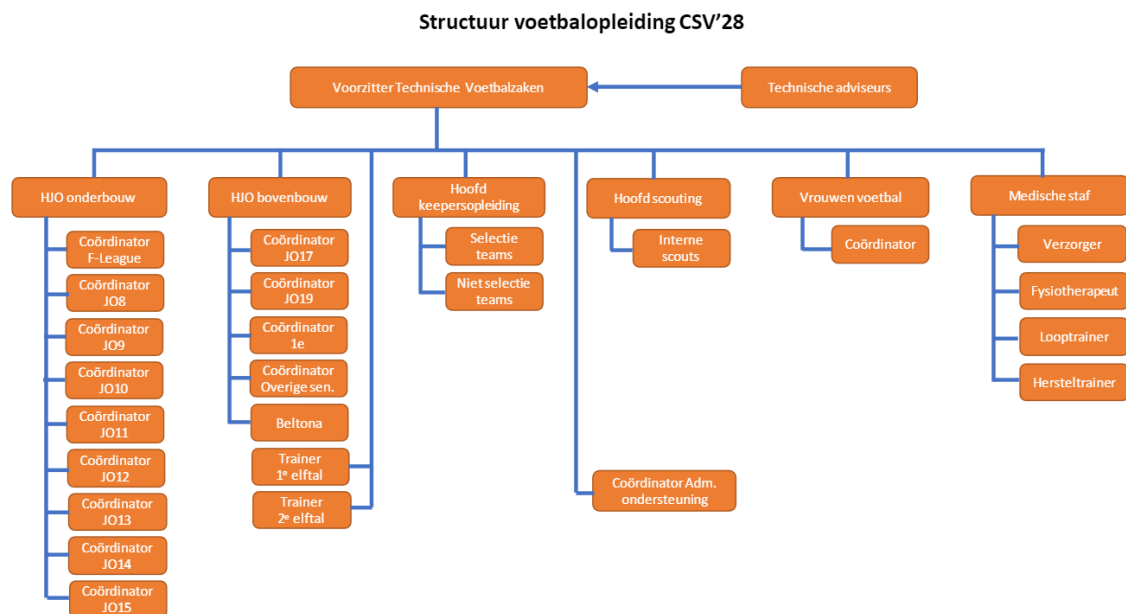 Structuur voetbalopleiding CSV’28
Voorzitter Technische Voetbalzaken
Technische adviseurs
HJO onderbouw
Coördinator
F-League
Coördinator
JO8
Coördinator
JO9
Coördinator
JO10
Coördinator
JO11
Coördinator
JO12
Coördinator
JO13
Coördinator
JO14
Coördinator
JO15
HJO bovenbouw
Coördinator
JO17
Coördinator
JO19
Coördinator
1e
Coördinator
Overige sen.
Beltona
Trainer
1e elftal
Trainer
2e elftal
Hoofd
keepersopleiding
Selectie
teams
Niet selectie
teams
Hoofd scouting
Interne
scouts
Coördinator Adm.
ondersteuning
Vrouwen voetbal
Coördinator
Medische staf
Verzorger
Fysiotherapeut
Looptrainer
Hersteltrainer